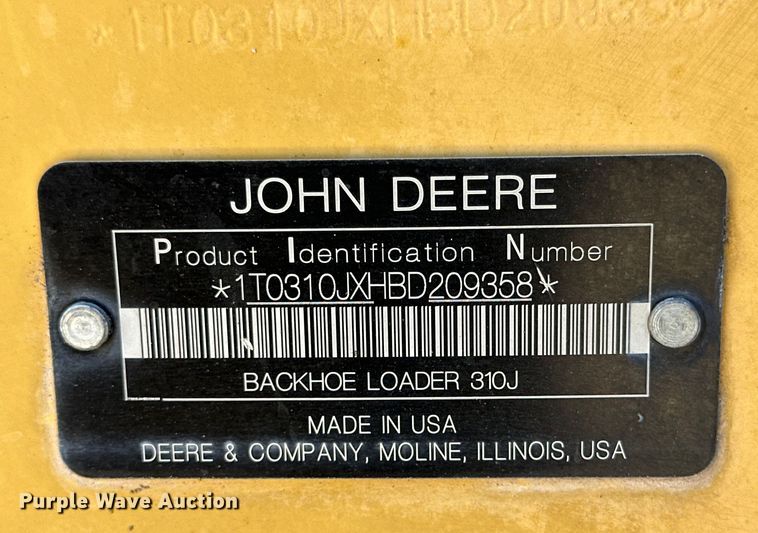 *1T0310JXHBD209358*
JOHN DEERE
Product Identification Number
*1T0310JXHBD209358*
BACKHOE LOADER 310J
MADE IN USA
DEERE & COMPANY, MOLINE, ILLINOIS, USA
Purple Wave Auction